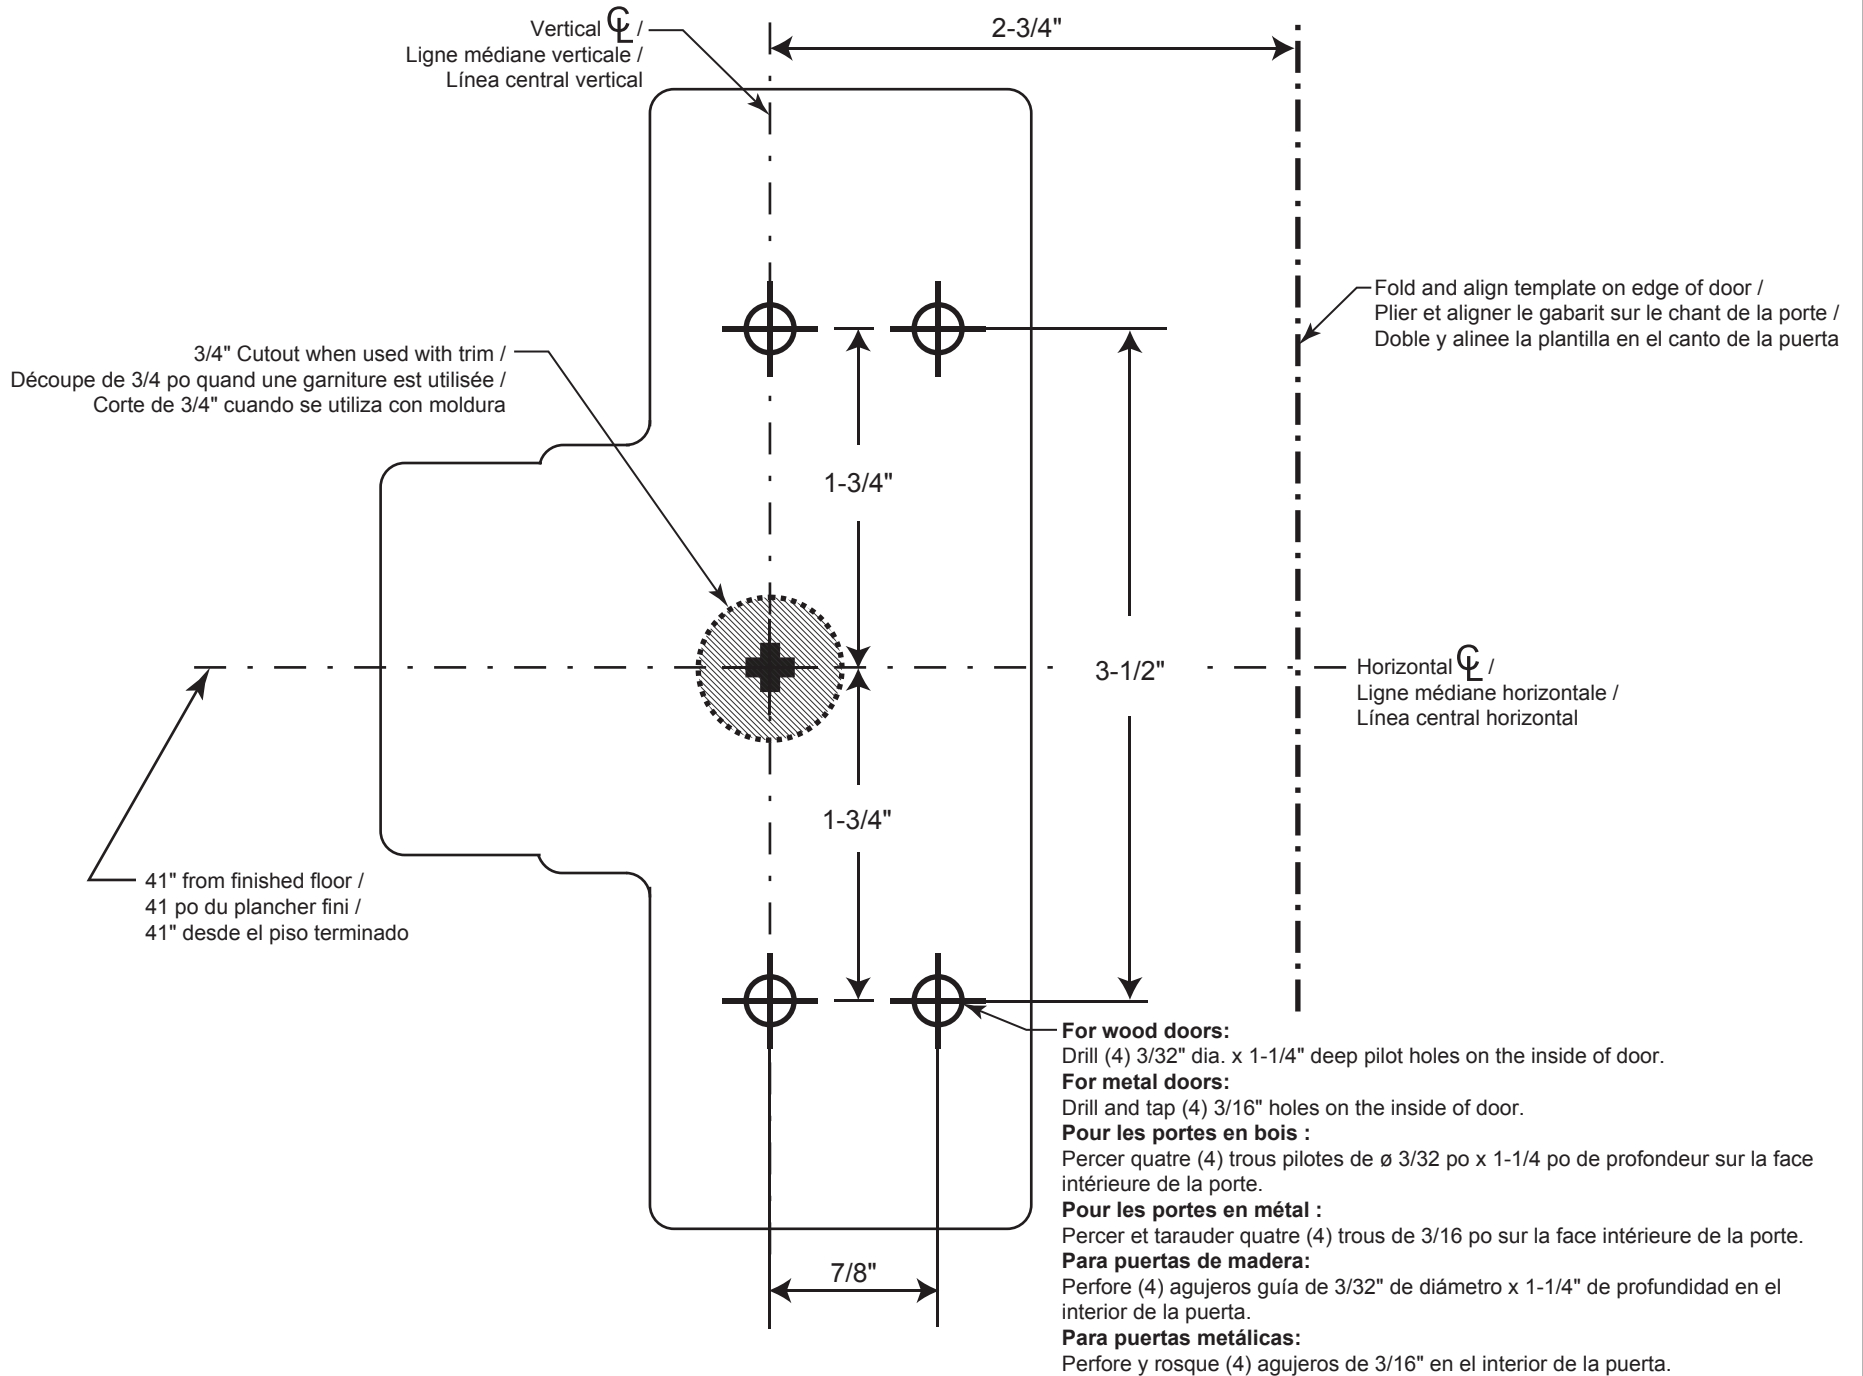 Vertical ℄ /
Ligne médiane verticale /
Línea central vertical
2-3/4"
Fold and align template on edge of door /
Plier et aligner le gabarit sur le chant de la porte /
Doble y alinee la plantilla en el canto de la puerta
3/4" Cutout when used with trim /
Découpe de 3/4 po quand une garniture est utilisée /
Corte de 3/4" cuando se utiliza con moldura
1-3/4"
3-1/2"
Horizontal ℄ /
Ligne médiane horizontale /
Línea central horizontal
1-3/4"
41" from finished floor /
41 po du plancher fini /
41" desde el piso terminado
For wood doors:
Drill (4) 3/32" dia. x 1-1/4" deep pilot holes on the inside of door.
For metal doors:
Drill and tap (4) 3/16" holes on the inside of door.
Pour les portes en bois :
Percer quatre (4) trous pilotes de ø 3/32 po x 1-1/4 po de profondeur sur la face
intérieure de la porte.
Pour les portes en métal :
Percer et tarauder quatre (4) trous de 3/16 po sur la face intérieure de la porte.
Para puertas de madera:
Perfore (4) agujeros guía de 3/32" de diámetro x 1-1/4" de profundidad en el
interior de la puerta.
Para puertas metálicas:
Perfore y rosque (4) agujeros de 3/16" en el interior de la puerta.
7/8"